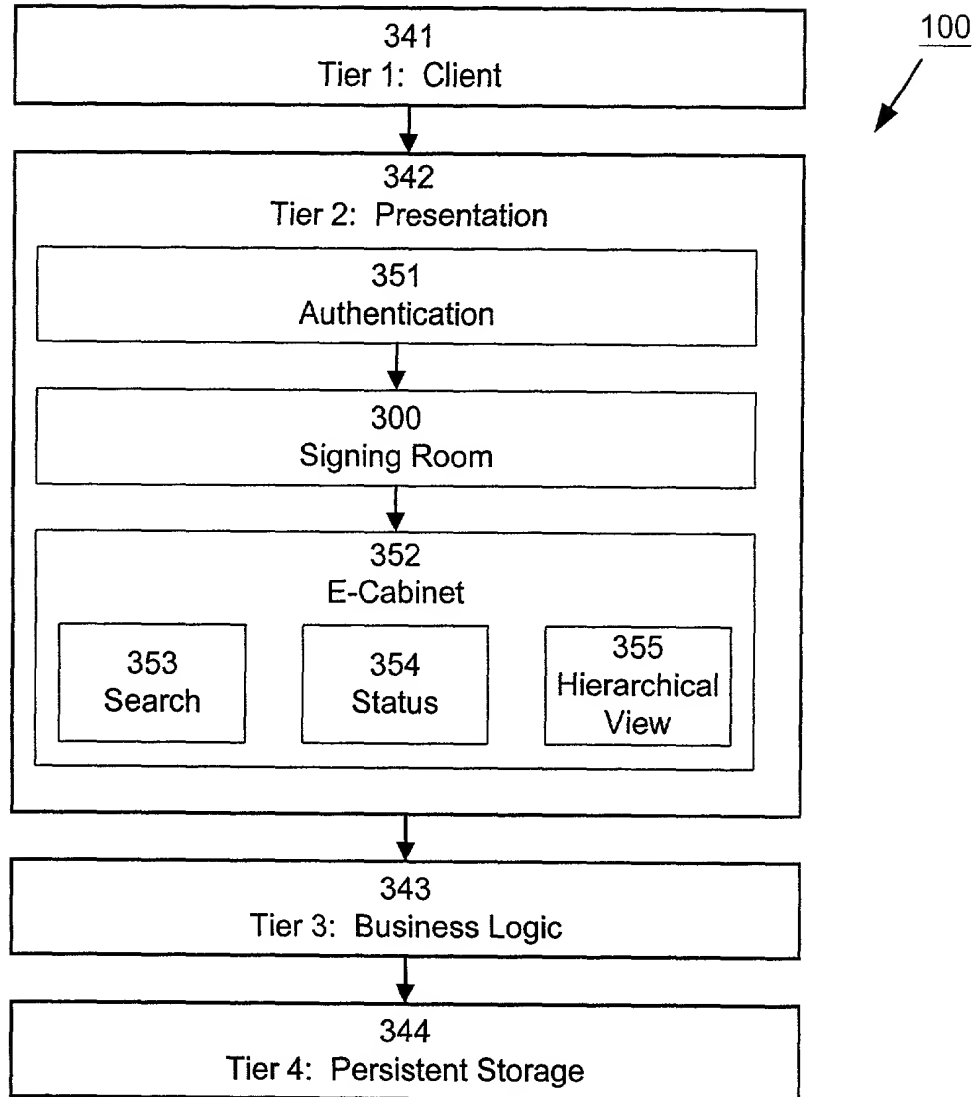 100
341
Tier 1: Client
342
Tier 2: Presentation
351
Authentication
300
Signing Room
352
E-Cabinet
353
Search
354
Status
355
Hierarchical
View
343
Tier 3: Business Logic
344
Tier 4: Persistent Storage